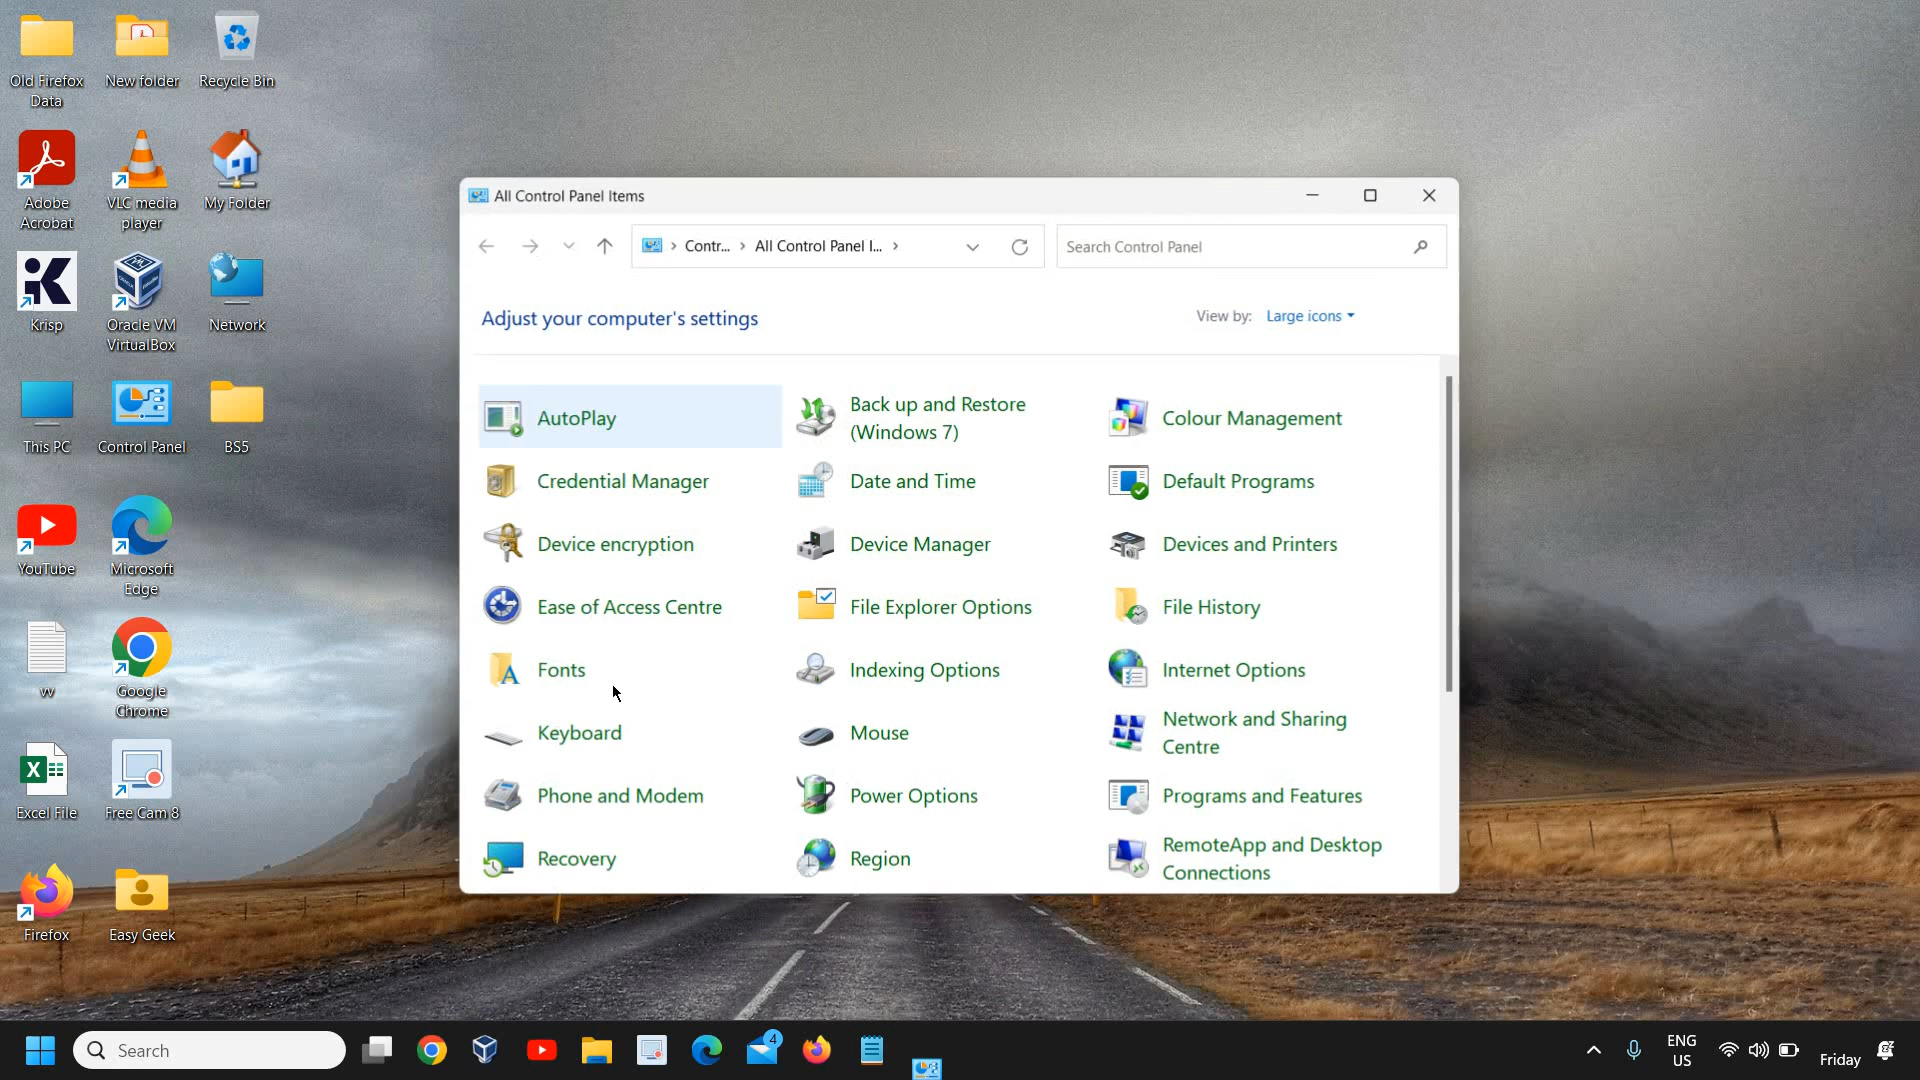 Old Firefox
Data
New folder
Recycle Bin
Adobe
Acrobat
VLC media
player
My Folder
Krisp
Oracle VM
VirtualBox
Network
This PC
Control Panel
BS5
YouTube
Microsoft
Edge
vv
Google
Chrome
Excel File
Free Cam 8
Firefox
Easy Geek
All Control Panel Items
Contr... > All Control Panel I... >
Search Control Panel
Adjust your computer's settings
View by: Large icons
AutoPlay
Back up and Restore
(Windows 7)
Colour Management
Credential Manager
Date and Time
Default Programs
Device encryption
Device Manager
Devices and Printers
Ease of Access Centre
File Explorer Options
File History
Fonts
Indexing Options
Internet Options
Keyboard
Mouse
Network and Sharing
Centre
Phone and Modem
Power Options
Programs and Features
Recovery
Region
RemoteApp and Desktop
Connections
Search
4
ENG
US
Friday